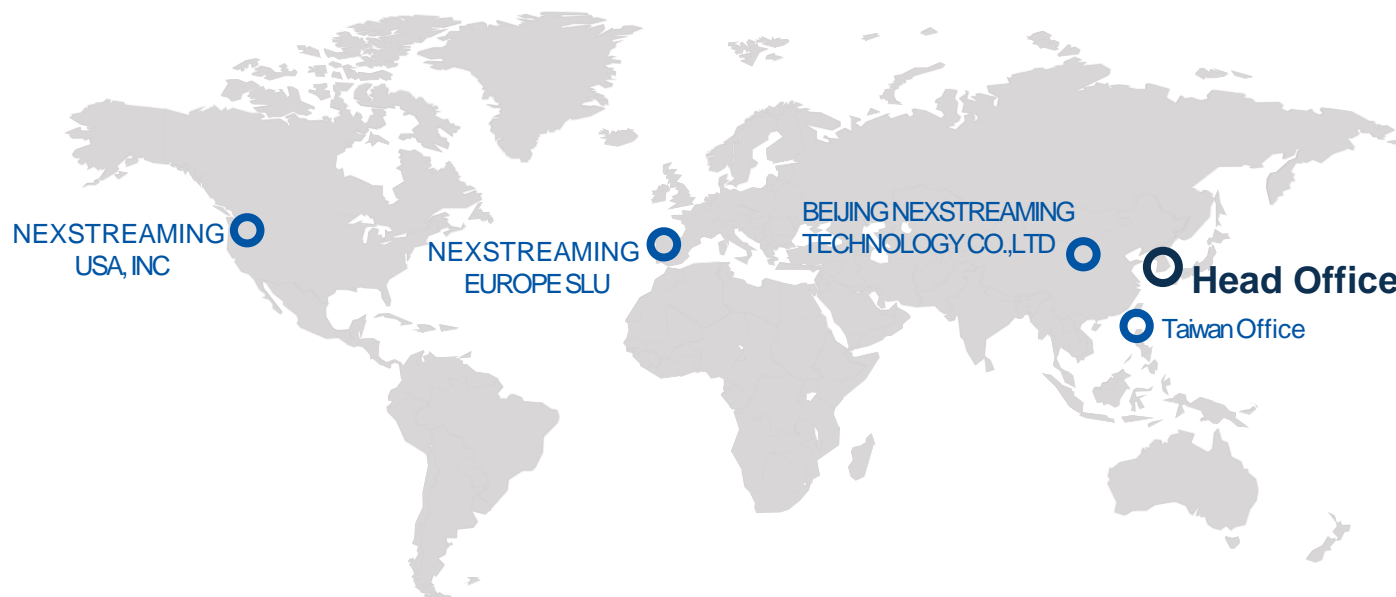 NEXSTREAMING
USA, INC
NEXSTREAMING
EUROPE SLU
BEIJING NEXSTREAMING
TECHNOLOGY CO.,LTD
Head Office
Taiwan Office